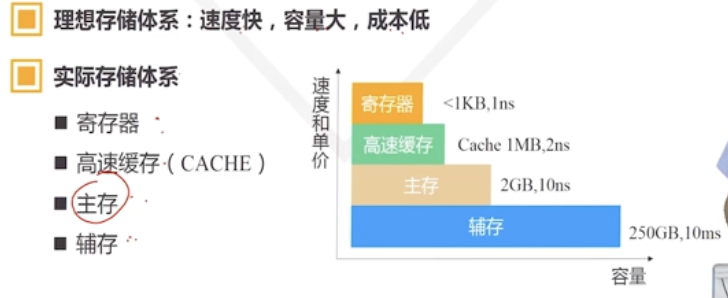 理想存储体系：速度快，容量大，成本低
实际存储体系
寄存器
高速缓存（CACHE）
主存
辅存
速度和单价
寄存器 <1KB,1ns
高速缓存 Cache 1MB,2ns
主存 2GB,10ns
辅存 250GB,10ms
容量